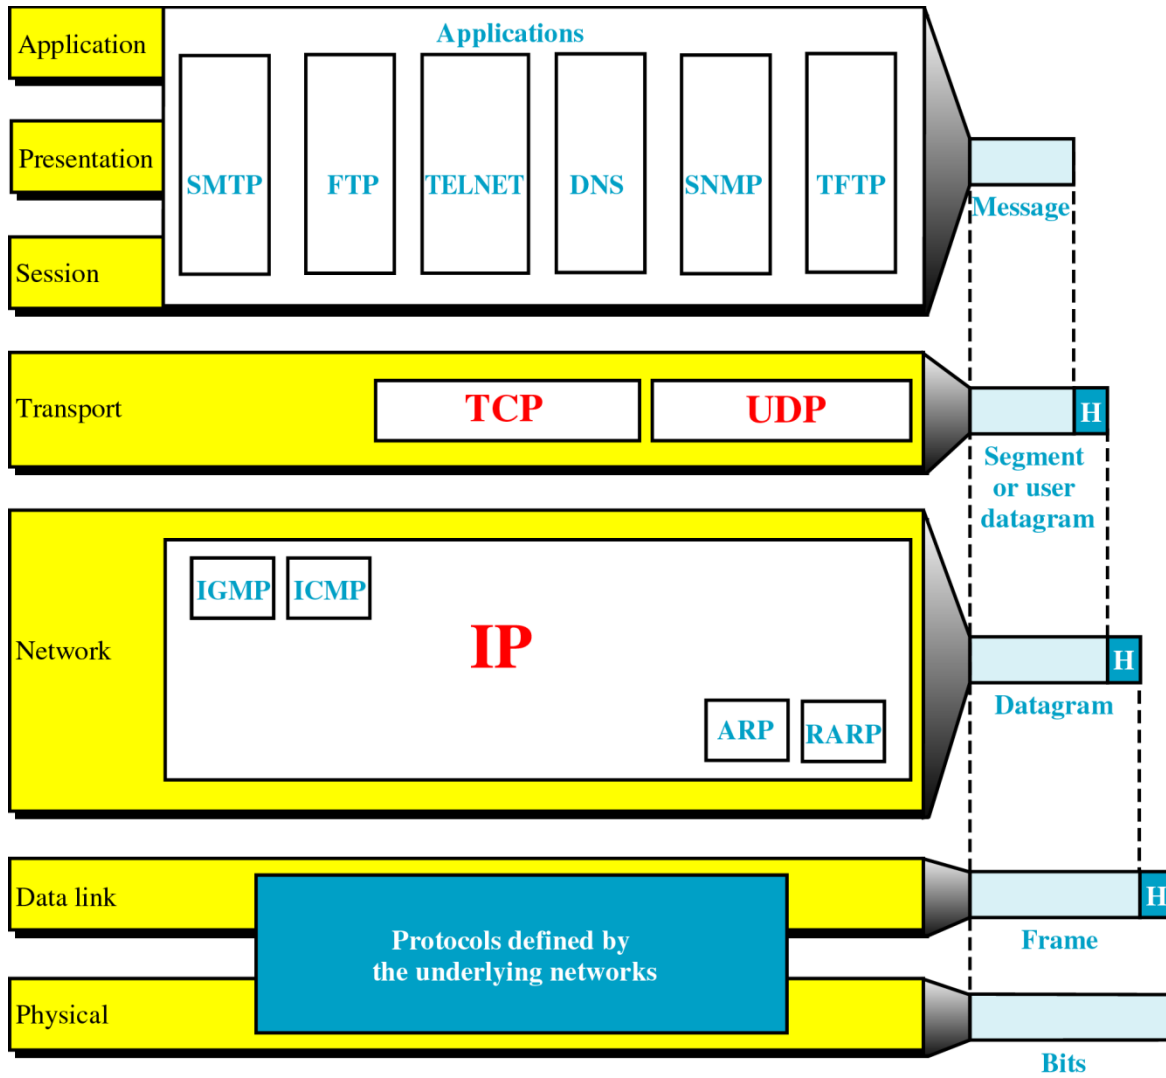 Application
Applications
Presentation
SMTP
FTP
TELNET
DNS
SNMP
TFTP
Message
Session
Transport
TCP
UDP
H
Segment
or user
datagram
IGMP
ICMP
Network
IP
H
Datagram
ARP
RARP
Data link
H
Protocols defined by
the underlying networks
Frame
Physical
Bits